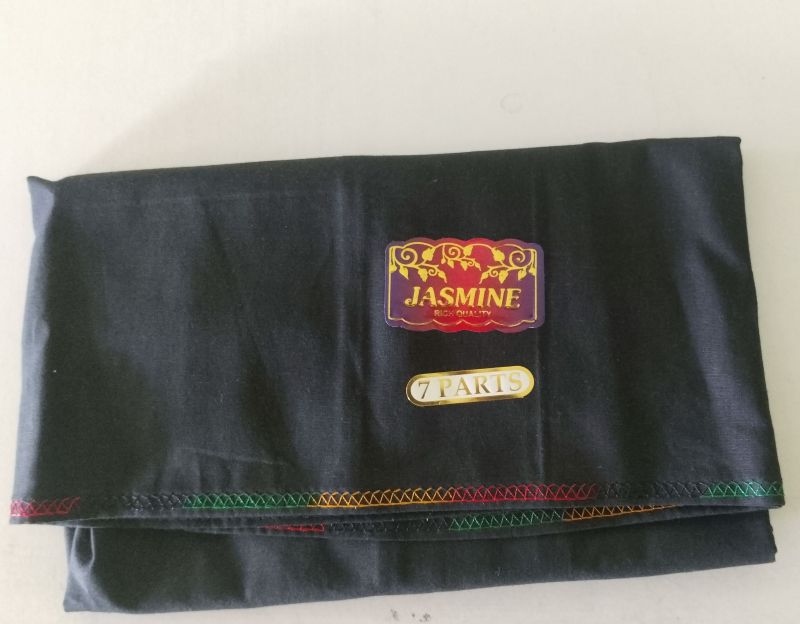 JASMINE
RICH QUALITY
7 PARTS